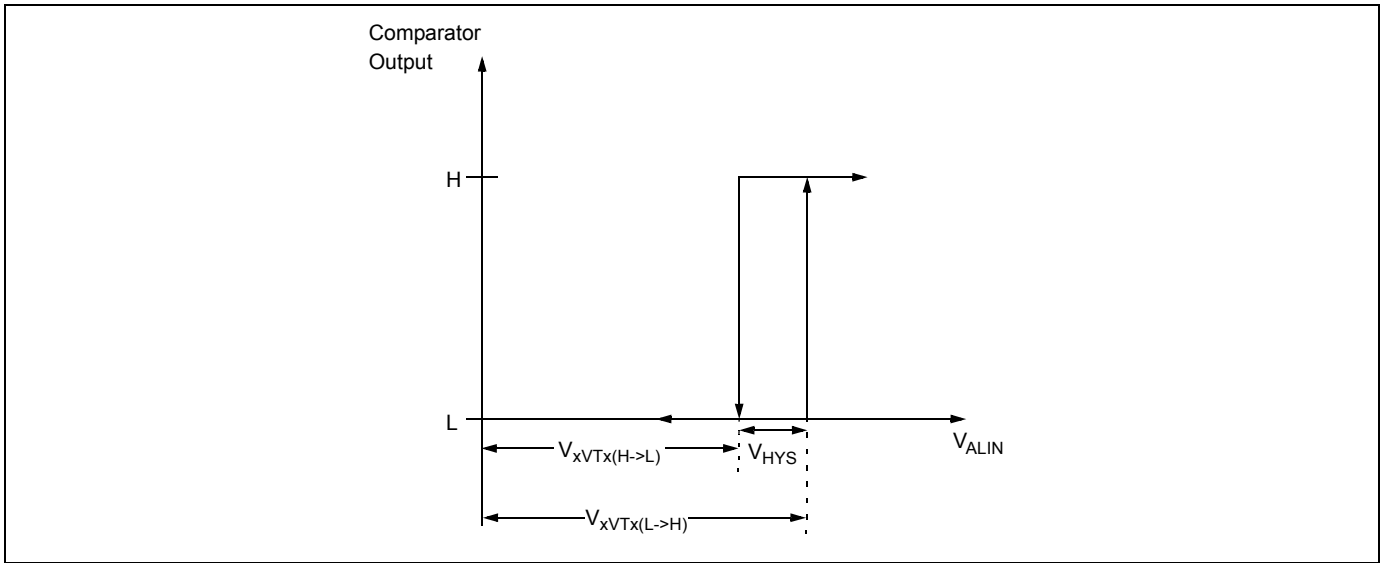 Comparator
Output
H
L
VxVTx(H->L)
VHYS
VALIN
VxVTx(L->H)